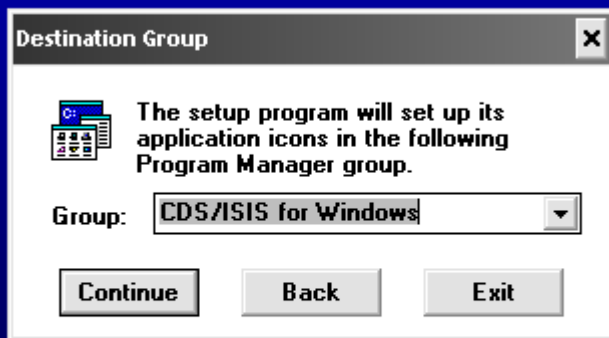 Destination Group
C:
The setup program will set up its
application icons in the following
Program Manager group.
Group: CDS/ISIS for Windows
Continue Back Exit